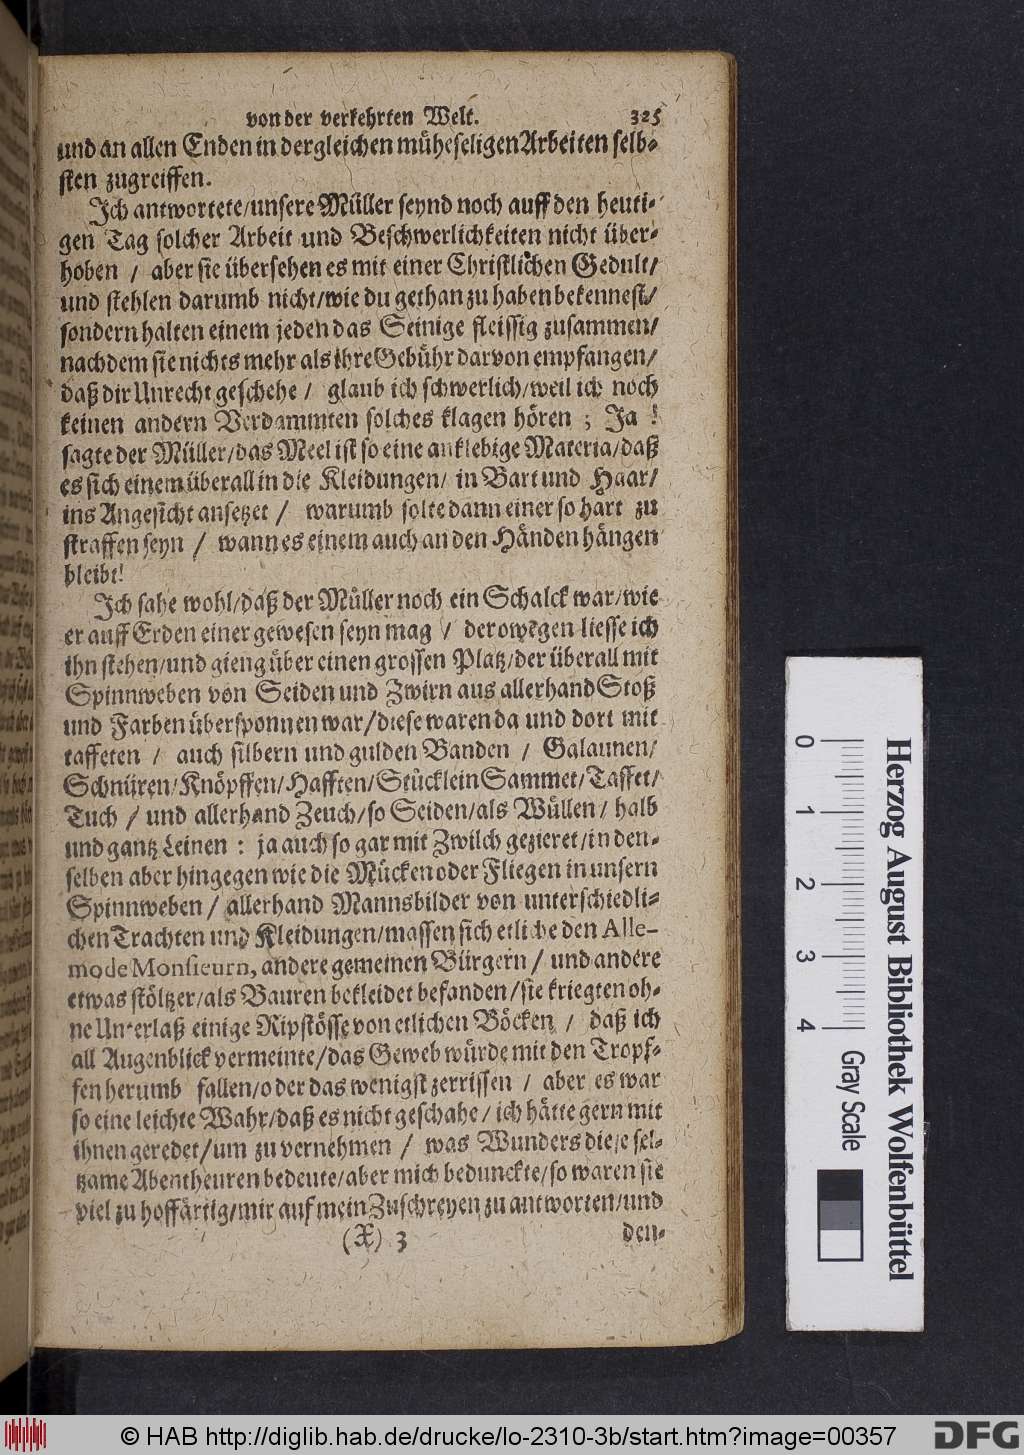 von der verkehrten Welt. 325
und an allen Enden in dergleichen müheseligen Arbeiten selb-
sten zugreiffen.
Ich antwortete/unsere Müller seynd noch auff den heuti-
gen Tag solcher Arbeit und Beschwerlichkeiten nicht über-
hoben / aber sie übersehen es mit einer Christlichen Gedult/
und stehlen darumb nicht/wie du gethan zu haben bekennest/
sondern halten einem jeden das Seinige fleissig zusammen/
nachdem sie nichts mehr als ihre Gebühr darvon empfangen/
daß dir Unrecht geschehe / glaub ich schwerlich/weil ich noch
keinen andern Verdammten solches klagen hören ; Ja !
sagte der Müller/das Meel ist so eine anklebige Materia/daß
es sich einem überall in die Kleidungen/ in Bart und Haar/
ins Angesicht ansetzet / warumb solte dann einer so hart zu
straffen seyn / wann es einem auch an den Händen hängen
bleibt!
Ich sahe wohl/daß der Müller noch ein Schalck war/wie
er auff Erden einer gewesen seyn mag / derowegen liesse ich
ihn stehen/und gieng über einen grossen Platz/der überall mit
Spinnweben von Seiden und Zwirn aus allerhand Stoß
und Farben übersponnen war/diese waren da und dort mit
taffeten / auch silbern und gulden Banden / Galaunen/
Schnüren/Knöpffen/Hafften/Stücklein Sammet/Taffet/
Tuch / und allerhand Zeuch/so Seiden/als Wüllen/ halb
und gantz Leinen : ja auch so gar mit Zwilch gezieret/in den-
selben aber hingegen wie die Mücken oder Fliegen in unsern
Spinnweben / allerhand Mannsbilder von unterschiedli-
chen Trachten und Kleidungen/massen sich etliche den Alle-
mode Monsieurn, andere gemeinen Bürgern / und andere
etwas stöltzer/als Bauren bekleidet befanden/sie kriegten oh-
ne Unterlaß einige Ripstösse von etlichen Böcken / daß ich
all Augenblick vermeinte/das Geweb würde mit den Tropf-
fen herumb fallen/oder das wenigst zerrissen / aber es war
so eine leichte Wahr/daß es nicht geschahe/ ich hätte gern mit
ihnen geredet/um zu vernehmen / was Wunders diese sel-
tzame Abentheuren bedeute/aber mich bedunckte/so waren sie
viel zu hoffärtig/mir auf mein Zuschreyen zu antworten/und
(X) 3 den-
0 1 2 3 4
Gray Scale
Herzog August Bibliothek Wolfenbüttel
© HAB http://diglib.hab.de/drucke/lo-2310-3b/start.htm?image=00357
DFG